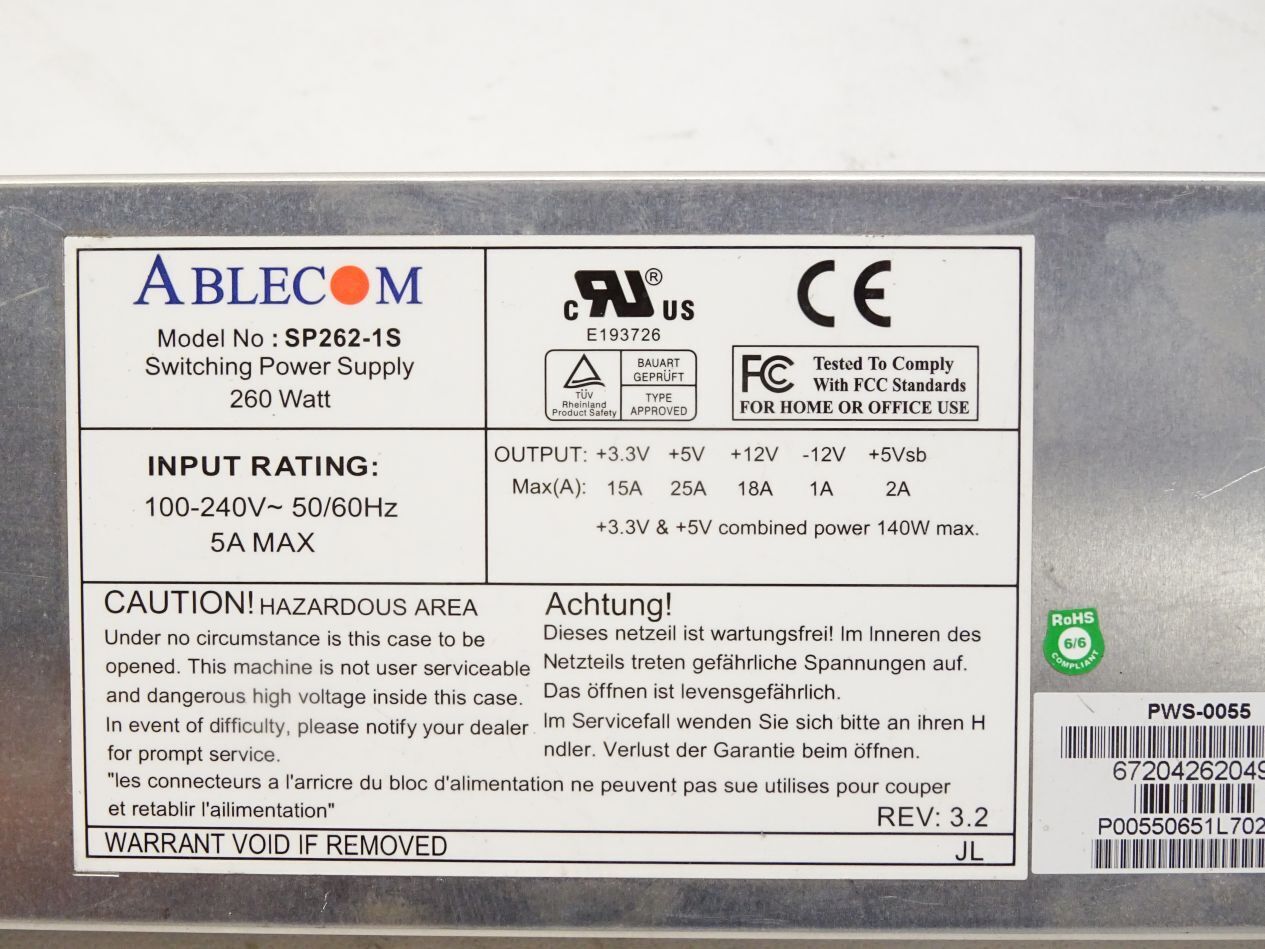 ABLECOM
Model No : SP262-1S
Switching Power Supply
260 Watt
c RU ® US
E193726
TÜV
Rheinland
Product Safety
BAUART
GEPRÜFT
TYPE
APPROVED
CE
FC Tested To Comply
With FCC Standards
FOR HOME OR OFFICE USE
INPUT RATING:
100-240V~ 50/60Hz
5A MAX
OUTPUT: +3.3V +5V +12V -12V +5Vsb
Max(A): 15A 25A 18A 1A 2A
+3.3V & +5V combined power 140W max.
CAUTION! HAZARDOUS AREA
Under no circumstance is this case to be
opened. This machine is not user serviceable
and dangerous high voltage inside this case.
In event of difficulty, please notify your dealer
for prompt service.
Achtung!
Dieses netzeil ist wartungsfrei! Im Inneren des
Netzteils treten gefährliche Spannungen auf.
Das öffnen ist levensgefährlich.
Im Servicefall wenden Sie sich bitte an ihren H
ndler. Verlust der Garantie beim öffnen.
"les connecteurs a l'arricre du bloc d'alimentation ne peuvent pas sue utilises pour couper
et retablir l'ailimentation"
REV: 3.2
WARRANT VOID IF REMOVED
JL
RoHS
6/6
COMPLIANT
PWS-0055
67204262049
P00550651L702